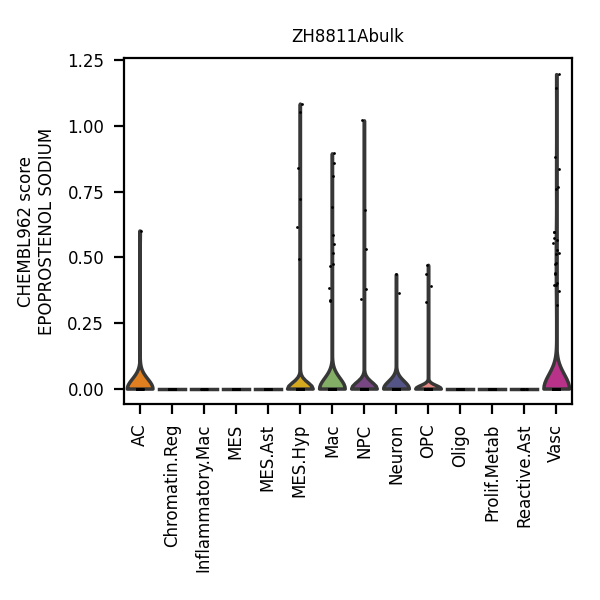 ZH8811Abulk
CHEMBL962 score
EPOPROSTENOL SODIUM
1.25
1.00
0.75
0.50
0.25
0.00
AC
Chromatin.Reg
Inflammatory.Mac
MES
MES.Ast
MES.Hyp
Mac
NPC
Neuron
OPC
Oligo
Prolif.Metab
Reactive.Ast
Vasc